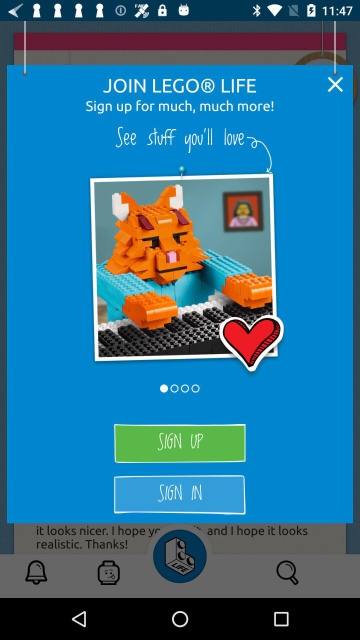 11:47
JOIN LEGO® LIFE
Sign up for much, much more!
See stuff you'll love
SIGN UP
SIGN IN
it looks nicer. I hope yo and I hope it looks
realistic. Thanks!
LIFE